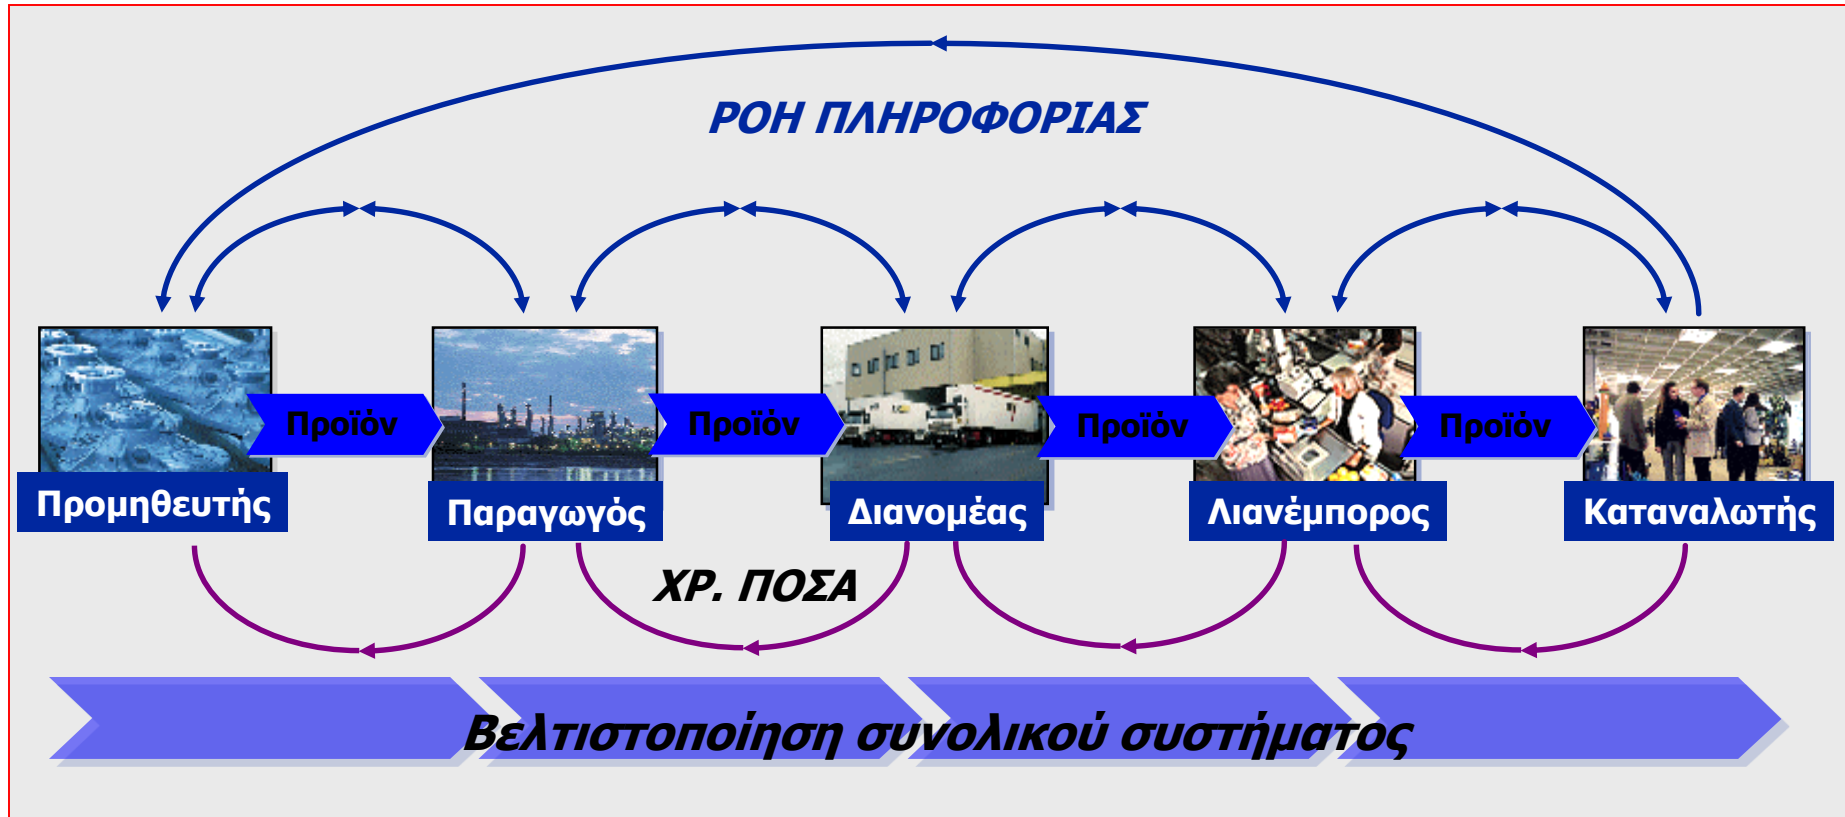 ΡΟΗ ΠΛΗΡΟΦΟΡΙΑΣ
Προϊόν
Προϊόν
Προϊόν
Προϊόν
Προμηθευτής
Παραγωγός
Διανομέας
Λιανέμπορος
Καταναλωτής
ΧΡ. ΠΟΣΑ
Βελτιστοποίηση συνολικού συστήματος